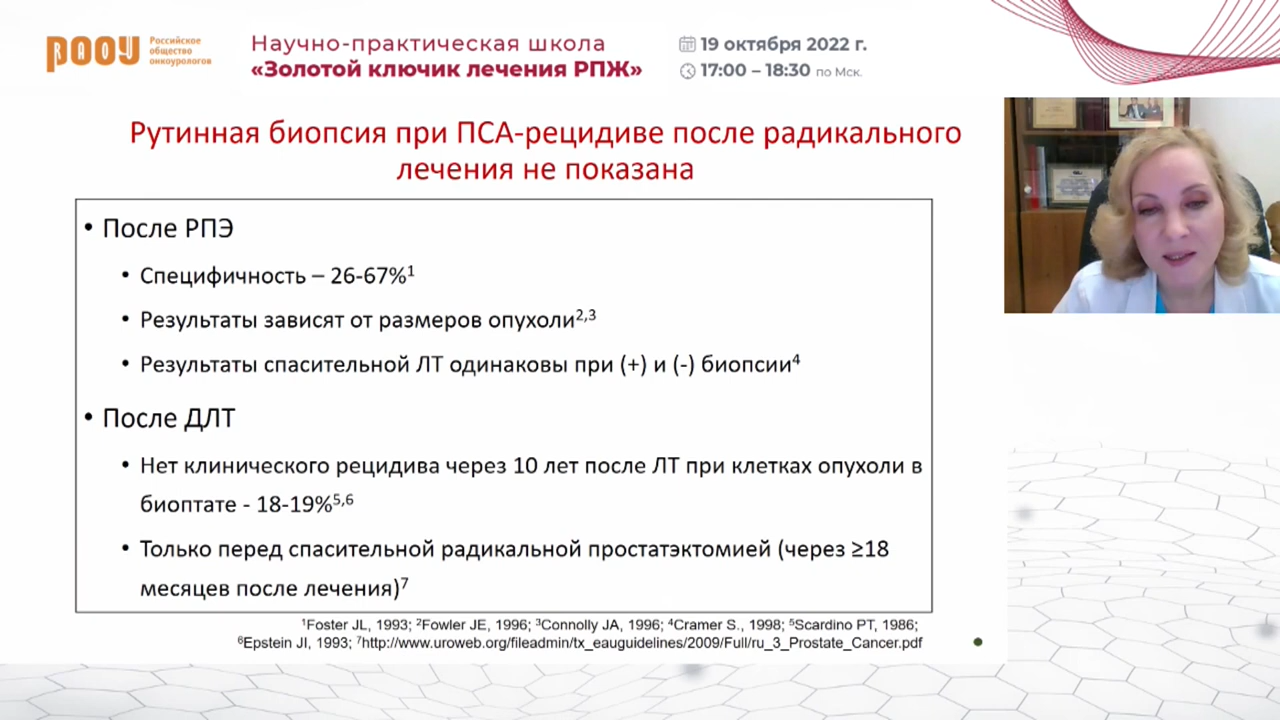 РАОУ
Российское
общество
онкоурологов
Научно-практическая школа
«Золотой ключик лечения РПЖ»
19 октября 2022 г.
17:00 – 18:30 по Мск.
Рутинная биопсия при ПСА-рецидиве после радикального
лечения не показана
• После РПЭ
• Специфичность – 26-67%¹
• Результаты зависят от размеров опухоли²,³
• Результаты спасительной ЛТ одинаковы при (+) и (-) биопсии⁴
• После ДЛТ
• Нет клинического рецидива через 10 лет после ЛТ при клетках опухоли в
биоптате - 18-19%⁵,⁶
• Только перед спасительной радикальной простатэктомией (через ≥18
месяцев после лечения)⁷
¹Foster JL, 1993; ²Fowler JE, 1996; ³Connolly JA, 1996; ⁴Cramer S., 1998; ⁵Scardino PT, 1986;
⁶Epstein JI, 1993; ⁷http://www.uroweb.org/fileadmin/tx_eauguidelines/2009/Full/ru_3_Prostate_Cancer.pdf